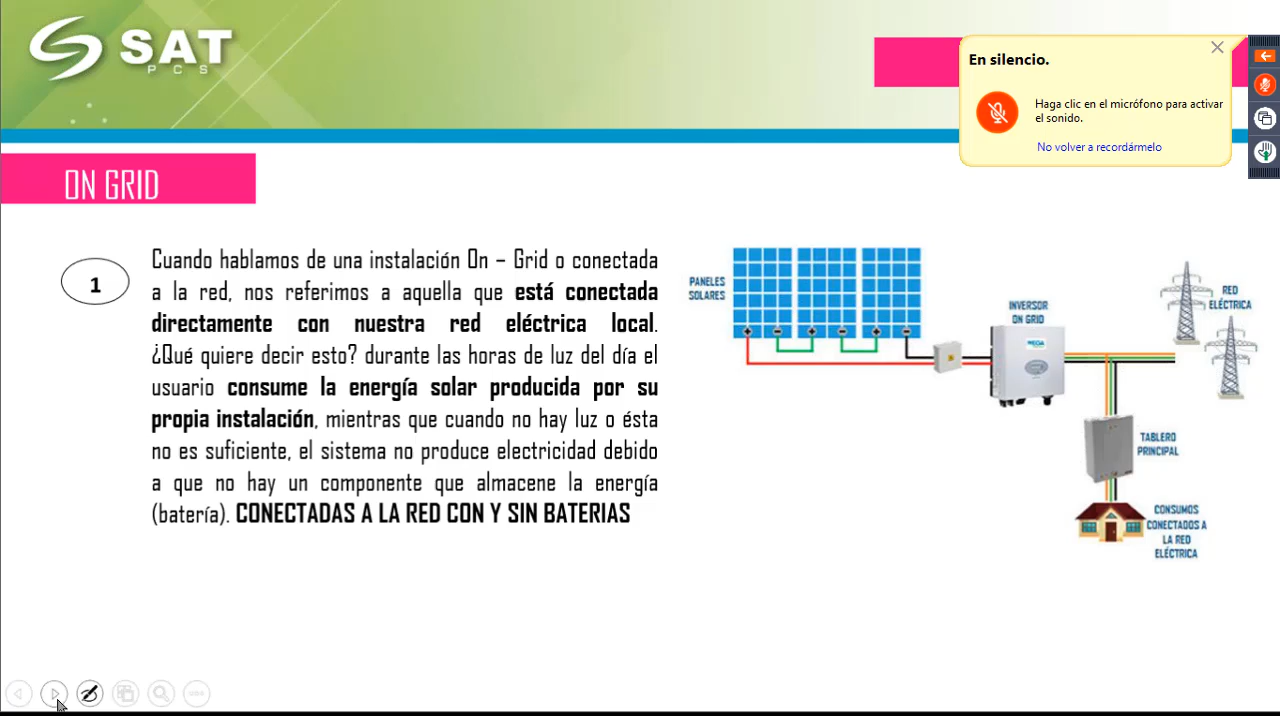 SAT
PCS
En silencio.
Haga clic en el micrófono para activar
el sonido.
No volver a recordármelo
ON GRID
1
Cuando hablamos de una instalación On – Grid o conectada
a la red, nos referimos a aquella que está conectada
directamente con nuestra red eléctrica local.
¿Qué quiere decir esto? durante las horas de luz del día el
usuario consume la energía solar producida por su
propia instalación, mientras que cuando no hay luz o ésta
no es suficiente, el sistema no produce electricidad debido
a que no hay un componente que almacene la energía
(batería). CONECTADAS A LA RED CON Y SIN BATERIAS
PANELES
SOLARES
INVERSOR
ON GRID
RED
ELÉCTRICA
TABLERO
PRINCIPAL
CONSUMOS
CONECTADOS A
LA RED
ELÉCTRICA